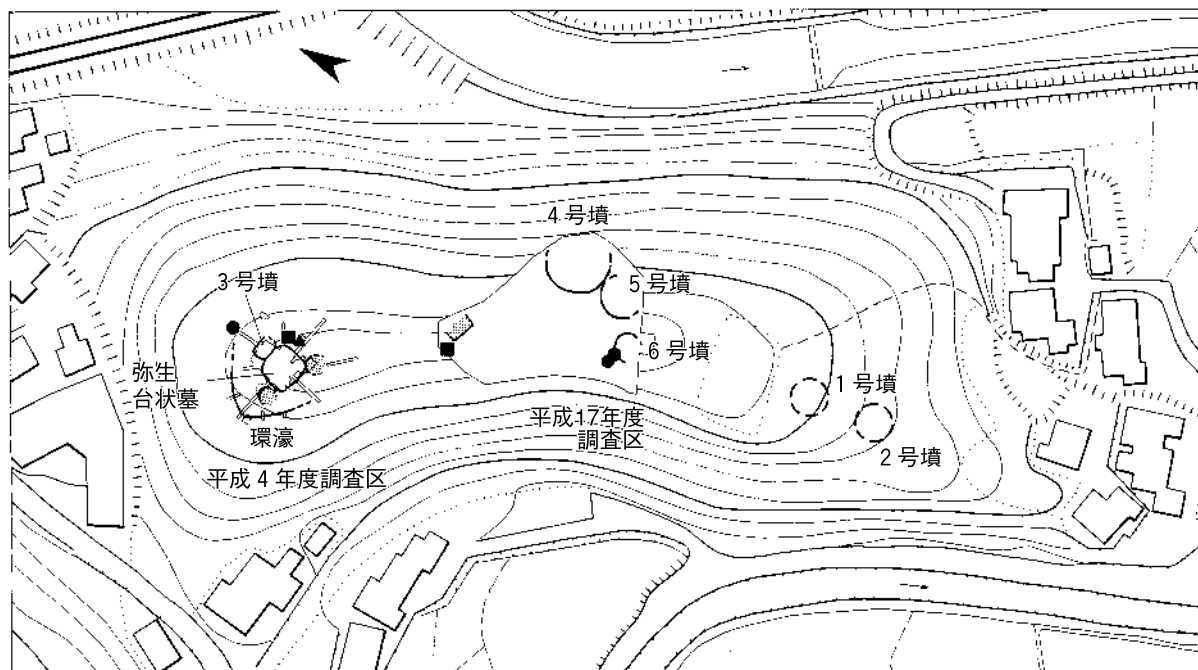 4号墳
3号墳
5号墳
6号墳
弥生
台状墓
1号墳
平成17年度
調査区
環濠
2号墳
平成4年度調査区